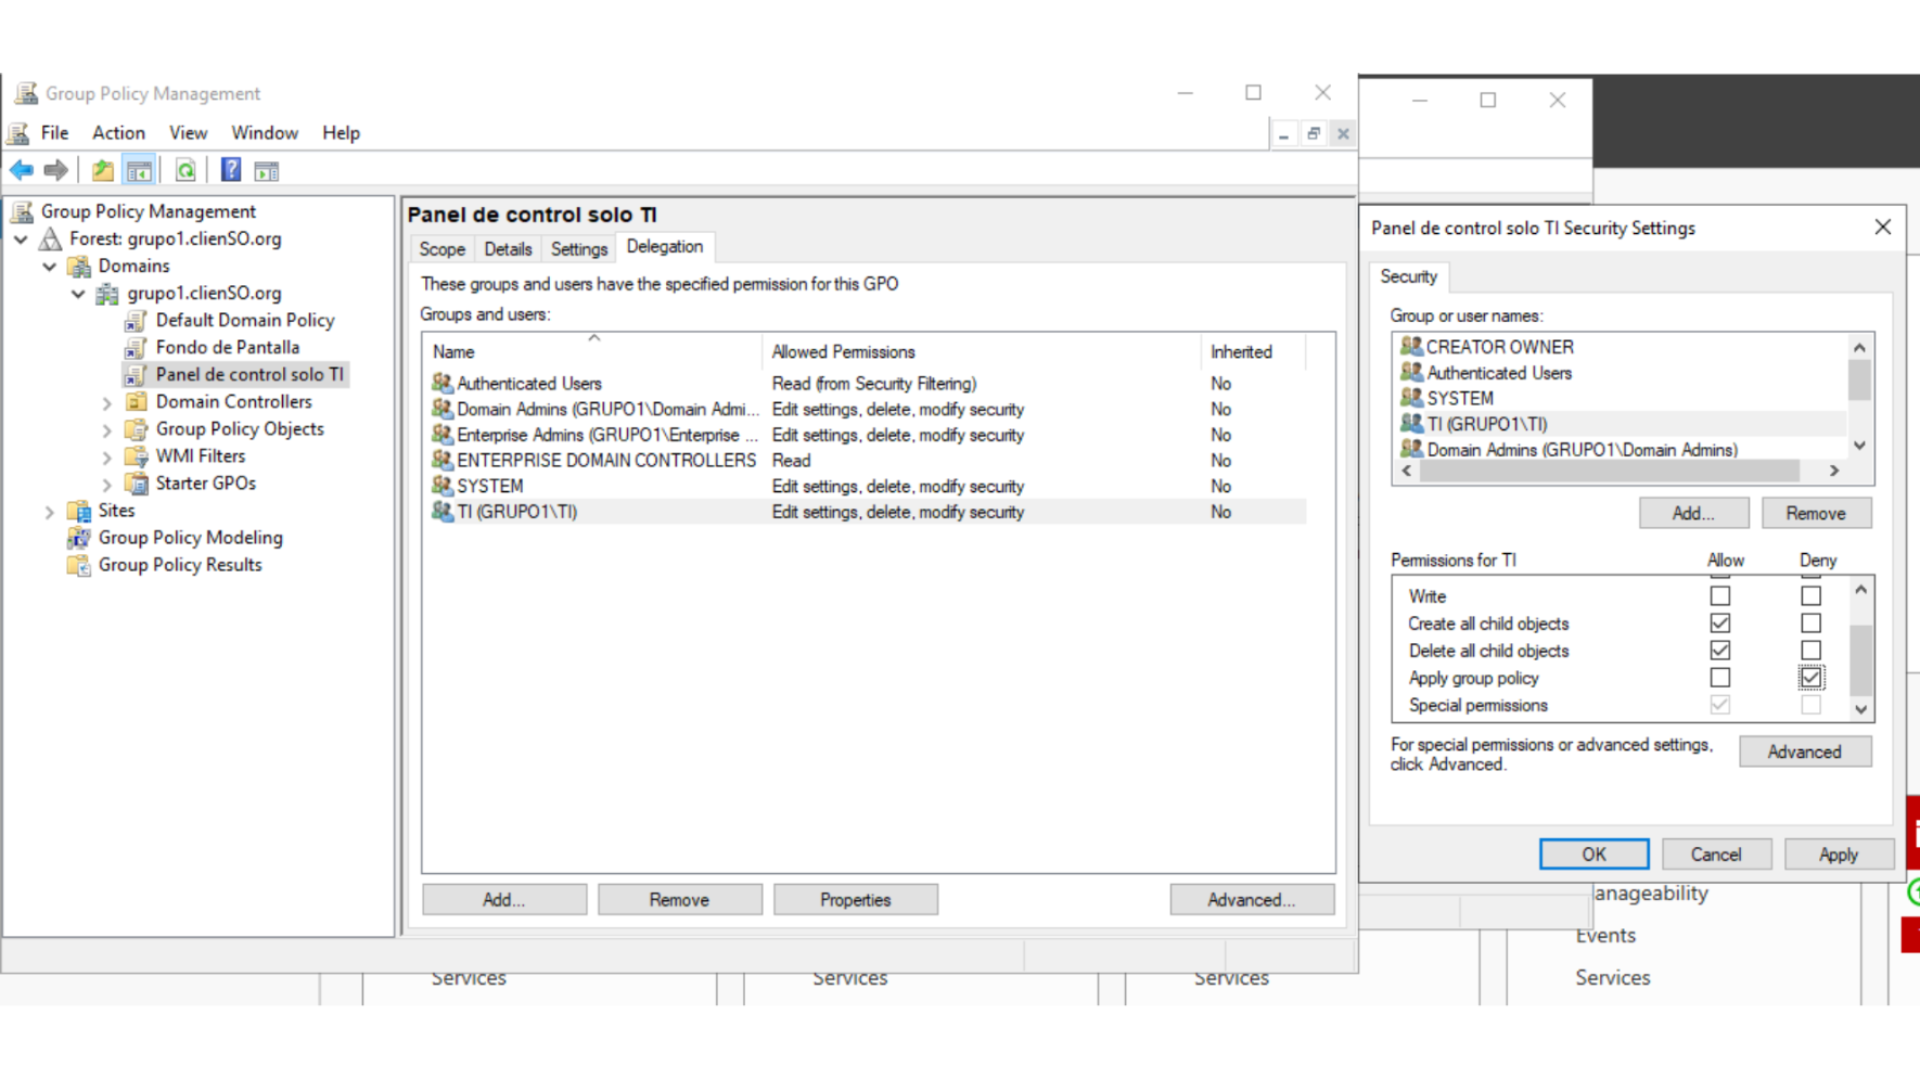 Group Policy Management
File Action View Window Help
Group Policy Management
Forest: grupo1.clienSO.org
Domains
grupo1.clienSO.org
Default Domain Policy
Fondo de Pantalla
Panel de control solo TI
Domain Controllers
Group Policy Objects
WMI Filters
Starter GPOs
Sites
Group Policy Modeling
Group Policy Results
Panel de control solo TI
Scope Details Settings Delegation
These groups and users have the specified permission for this GPO
Groups and users:
Name Allowed Permissions Inherited
Authenticated Users Read (from Security Filtering) No
Domain Admins (GRUPO1\Domain Admi... Edit settings, delete, modify security No
Enterprise Admins (GRUPO1\Enterprise ... Edit settings, delete, modify security No
ENTERPRISE DOMAIN CONTROLLERS Read No
SYSTEM Edit settings, delete, modify security No
TI (GRUPO1\TI) Edit settings, delete, modify security No
Add... Remove Properties Advanced...
Panel de control solo TI Security Settings
Security
Group or user names:
CREATOR OWNER
Authenticated Users
SYSTEM
TI (GRUPO1\TI)
Domain Admins (GRUPO1\Domain Admins)
Add... Remove
Permissions for TI Allow Deny
Write
Create all child objects
Delete all child objects
Apply group policy
Special permissions
For special permissions or advanced settings,
click Advanced.
Advanced
OK Cancel Apply
anageability
Events
Services Services Services Services